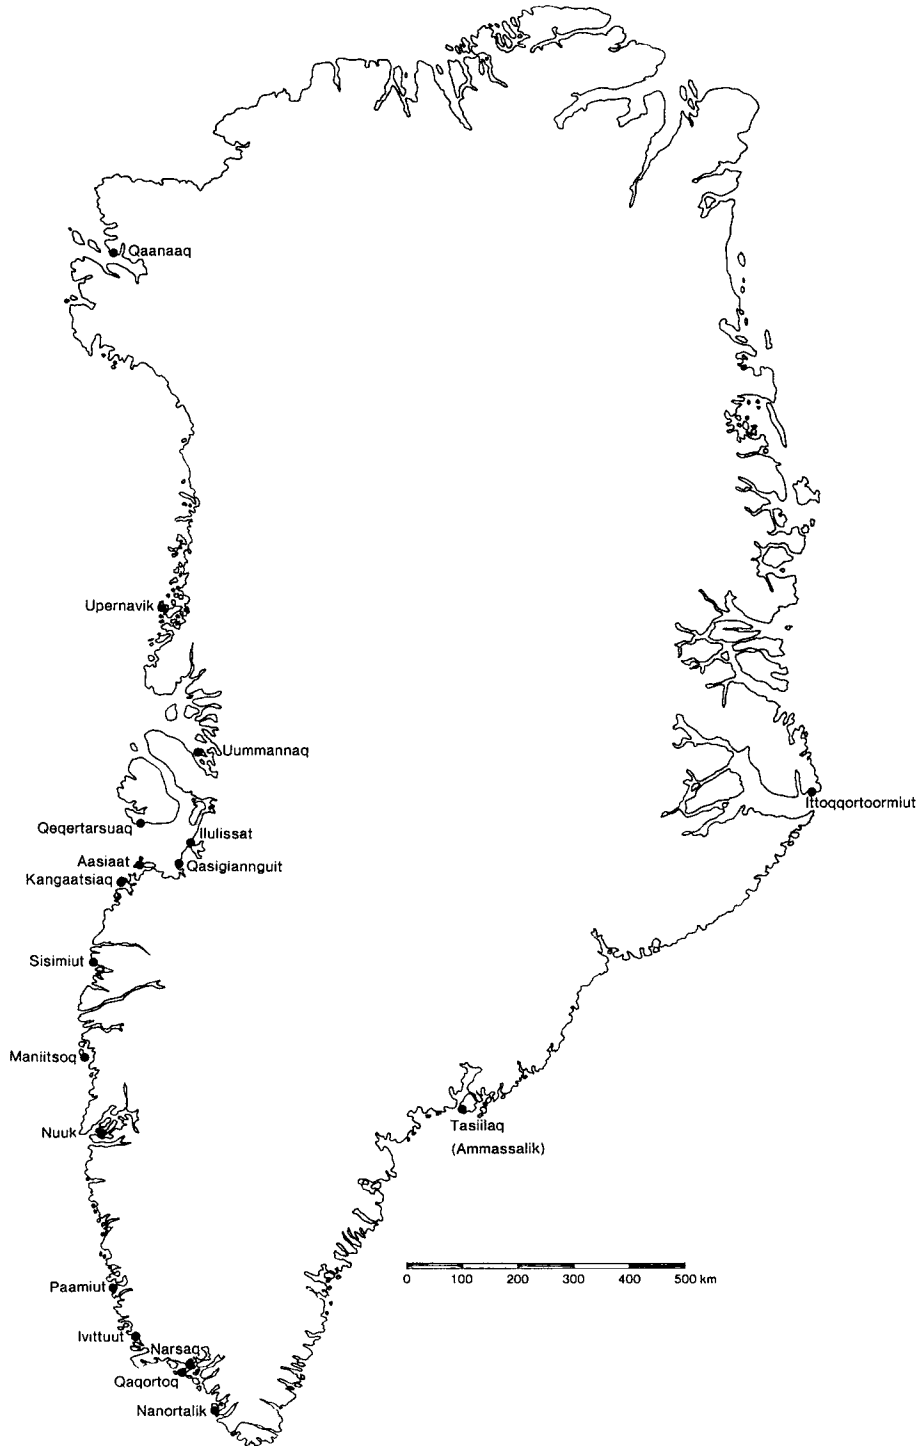 Qaanaaq
Upernavik
Uummannaq
Ittoqqortoormiut
Qeqertarsuaq
Ilulissat
Aasiaat
Qasigiannguit
Kangaatsiaq
Sisimiut
Maniitsoq
Tasiilaq
(Ammassalik)
Nuuk
0 100 200 300 400 500 km
Paamiut
Ivittuut
Narsaq
Qaqortoq
Nanortalik